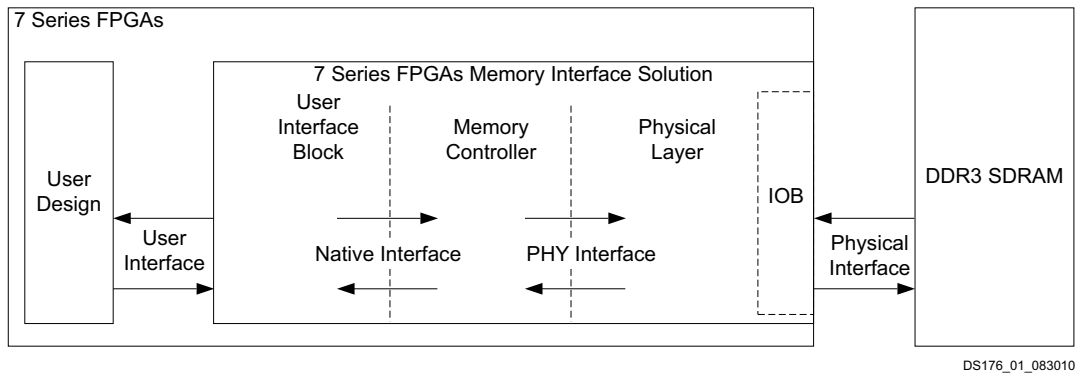 7 Series FPGAs
7 Series FPGAs Memory Interface Solution
User
Design
User
Interface
User
Interface
Block
Memory
Controller
Physical
Layer
Native Interface
PHY Interface
IOB
Physical
Interface
DDR3 SDRAM
DS176_01_083010